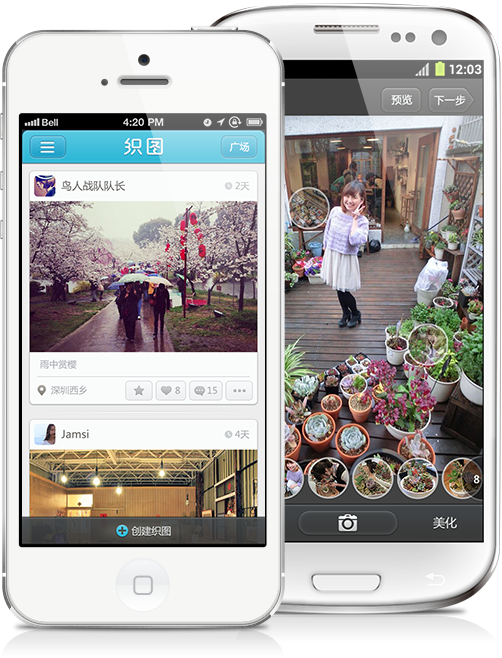 Bell 4:20 PM
织图
广场
鸟人战队队长
2天
雨中赏樱
深圳西乡
8
15
Jamsi
4天
创建织图
12:03
预览
下一步
8
美化